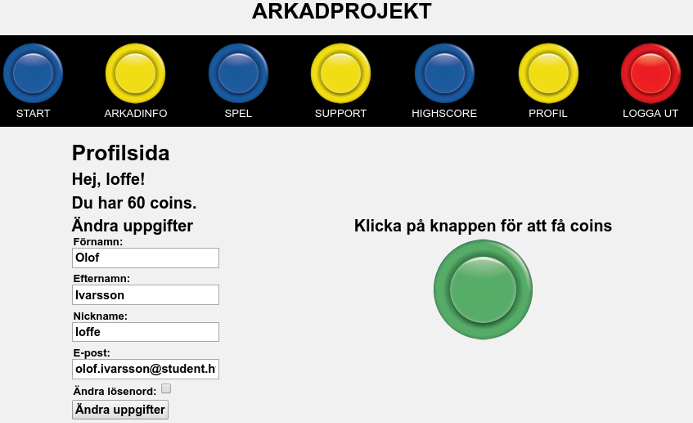 ARKADPROJEKT
START ARKADINFO SPEL SUPPORT HIGHSCORE PROFIL LOGGA UT
Profilsida
Hej, loffe!
Du har 60 coins.
Ändra uppgifter
Förnamn:
Olof
Efternamn:
Ivarsson
Nickname:
loffe
E-post:
olof.ivarsson@student.h
Ändra lösenord:
Ändra uppgifter
Klicka på knappen för att få coins